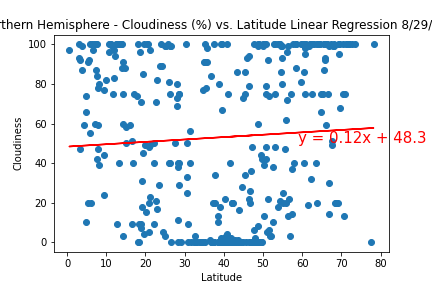 rthern Hemisphere - Cloudiness (%) vs. Latitude Linear Regression 8/29/
100
80
60
40
20
0
Cloudiness
y = 0.12x + 48.3
0 10 20 30 40 50 60 70 80
Latitude